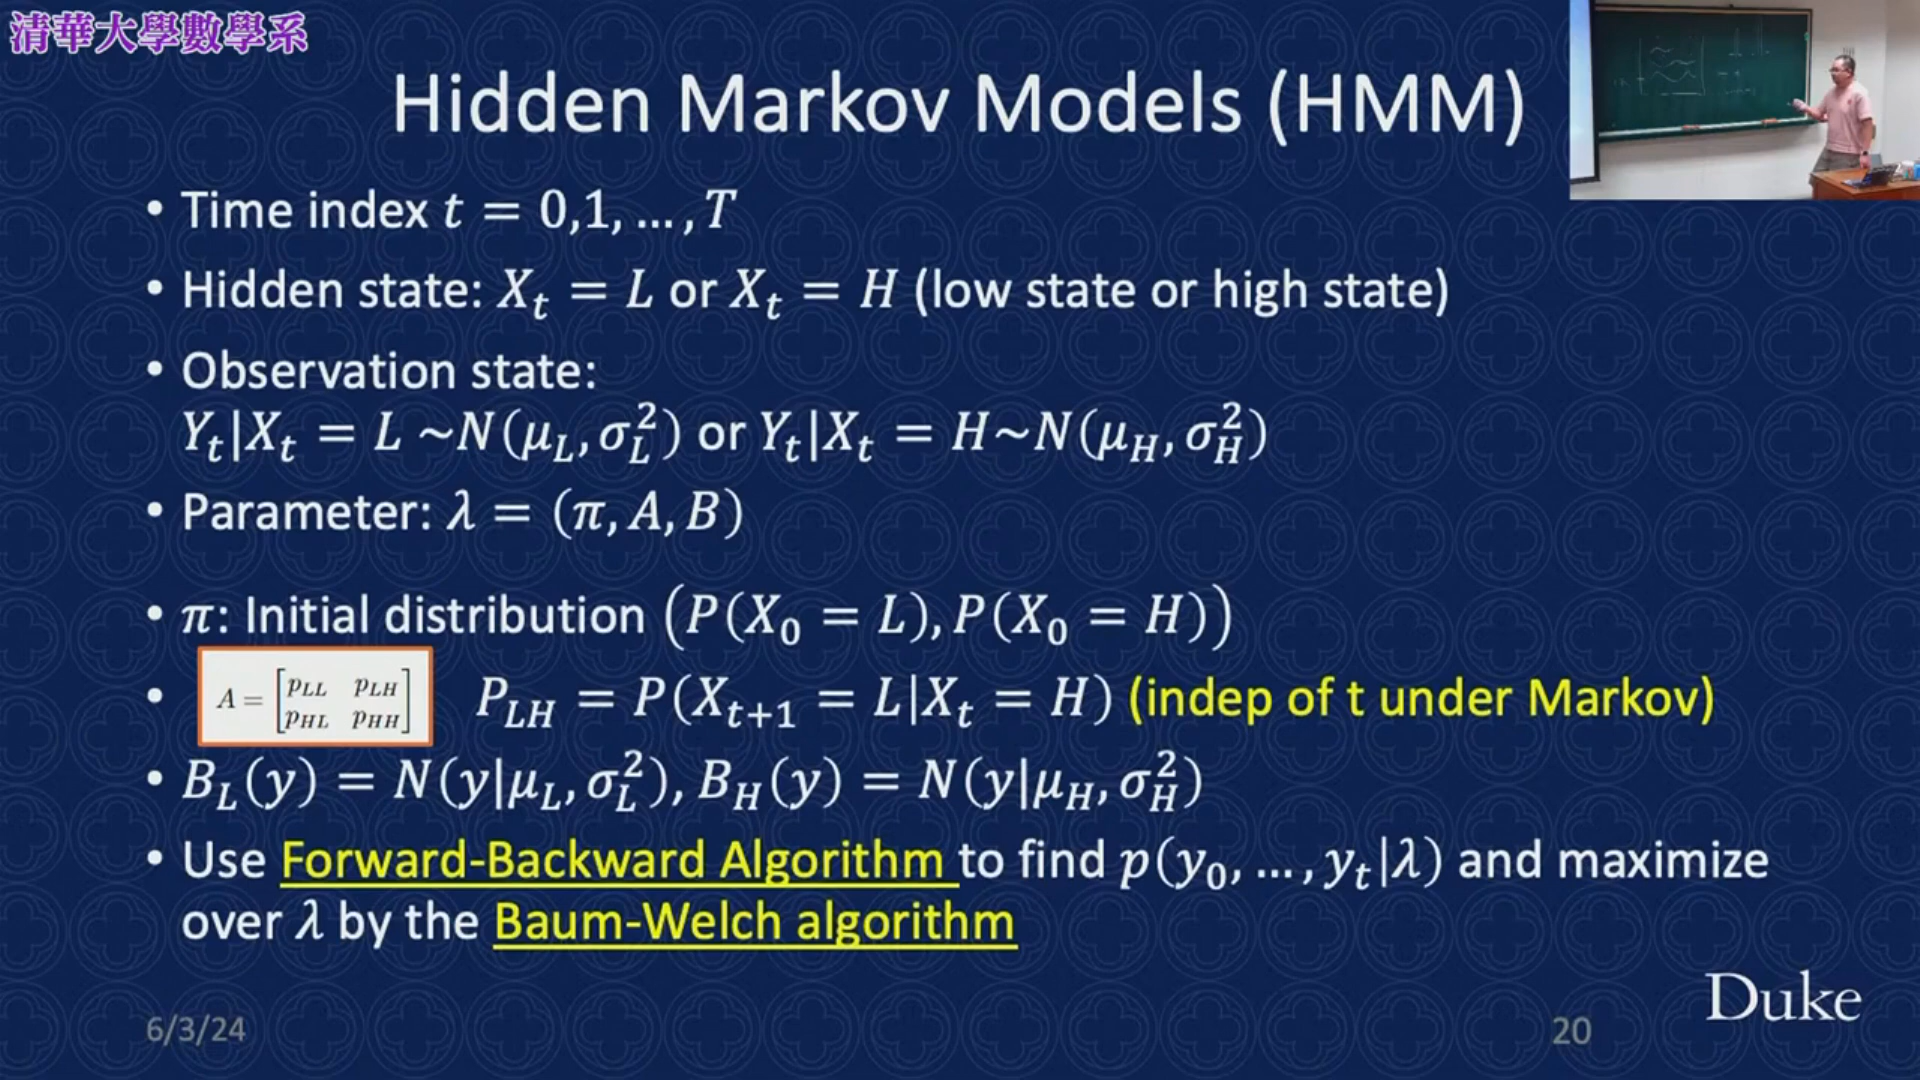 清華大學數學系
Hidden Markov Models (HMM)
• Time index t = 0,1, … , T
• Hidden state: X_t = L or X_t = H (low state or high state)
• Observation state:
Y_t|X_t = L ~N(μ_L, σ_L^2) or Y_t|X_t = H~N(μ_H, σ_H^2)
• Parameter: λ = (π, A, B)
• π: Initial distribution (P(X_0 = L), P(X_0 = H))
• A = [p_LL p_LH p_HL p_HH] P_LH = P(X_{t+1} = L|X_t = H) (indep of t under Markov)
• B_L(y) = N(y|μ_L, σ_L^2), B_H(y) = N(y|μ_H, σ_H^2)
• Use Forward-Backward Algorithm to find p(y_0, … , y_t|λ) and maximize
over λ by the Baum-Welch algorithm
6/3/24
20
Duke